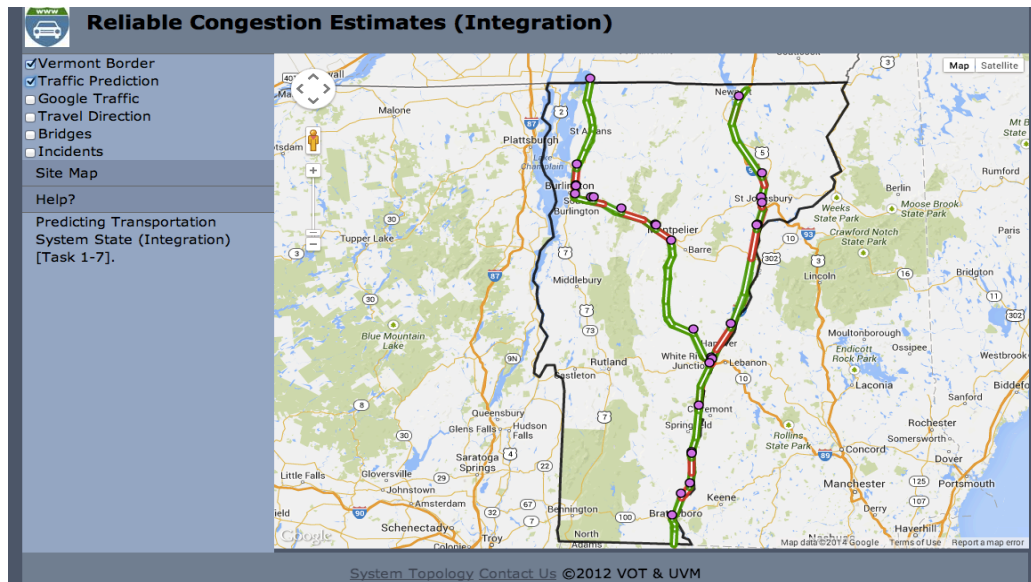 www
Reliable Congestion Estimates (Integration)
Vermont Border
Traffic Prediction
Google Traffic
Travel Direction
Bridges
Incidents
Site Map
Help?
Predicting Transportation
System State (Integration)
[Task 1-7].
Map Satellite
Malone
Plattsburgh
St Albans
Lake
Champlain
Burlington
Burlington
Tupper Lake
Montpelier
Barre
St Johnsbury
Berlin
Rumford
Weeks
State Park
Moose Brook
State Park
Crawford Notch
State Park
Paris
Lincoln
Bridgton
Middlebury
Blue Mountain
Lake
Moultonborough
Ossipee
Endicott
Rock Park
Westbrook
White River
Junction
Lebanon
Rutland
Castleton
Laconia
Sanford
Queensbury
Glens Falls
Hudson
Falls
Claremont
Springfield
Rollins
State Park
Concord
Rochester
Somersworth
Dover
Saratoga
Springs
Little Falls
Gloversville
Johnstown
Amsterdam
Manchester
Portsmouth
Keene
Derry
Bennington
Brattleboro
Schenectady
Troy
Colonie
North
Adams
Haverhill
Google
Map data ©2014 Google Terms of Use Report a map error
System Topology Contact Us ©2012 VOT & UVM